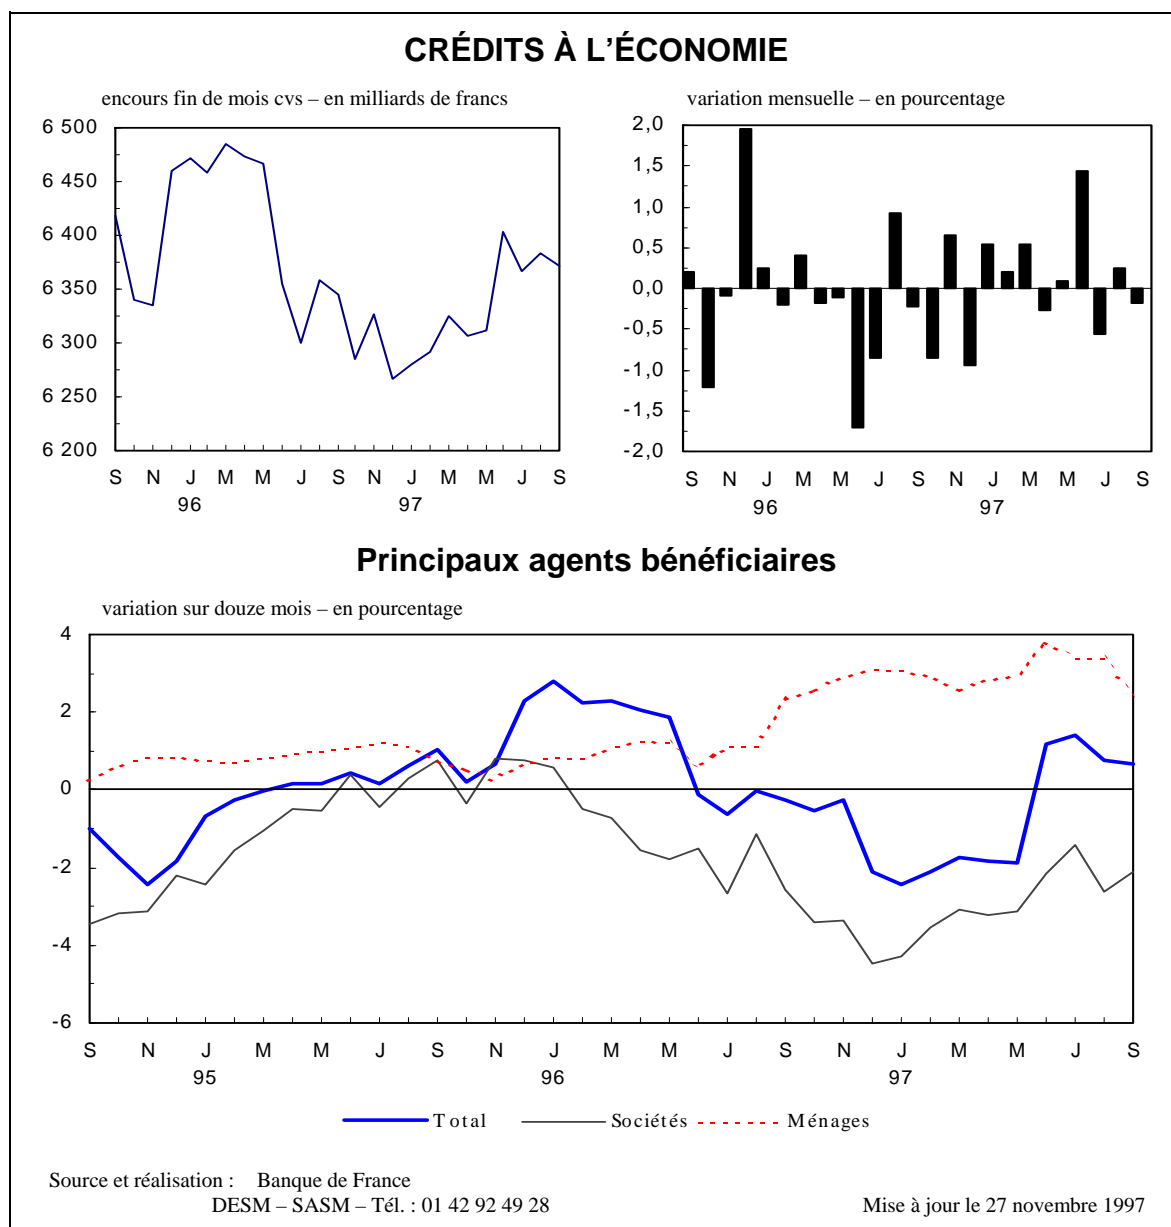 CRÉDITS À L’ÉCONOMIE
encours fin de mois cvs – en milliards de francs
6 500
6 450
6 400
6 350
6 300
6 250
6 200
S N J M M J S N J M M J S
96 97
variation mensuelle – en pourcentage
2,0
1,5
1,0
0,5
0,0
-0,5
-1,0
-1,5
-2,0
S N J M M J S N J M M J S
96 97
Principaux agents bénéficiaires
variation sur douze mois – en pourcentage
4
2
0
-2
-4
-6
S N J M M J S N J M M J S N J M M J S
95 96 97
Total Sociétés Ménages
Source et réalisation : Banque de France
DESM – SASM – Tél. : 01 42 92 49 28 Mise à jour le 27 novembre 1997